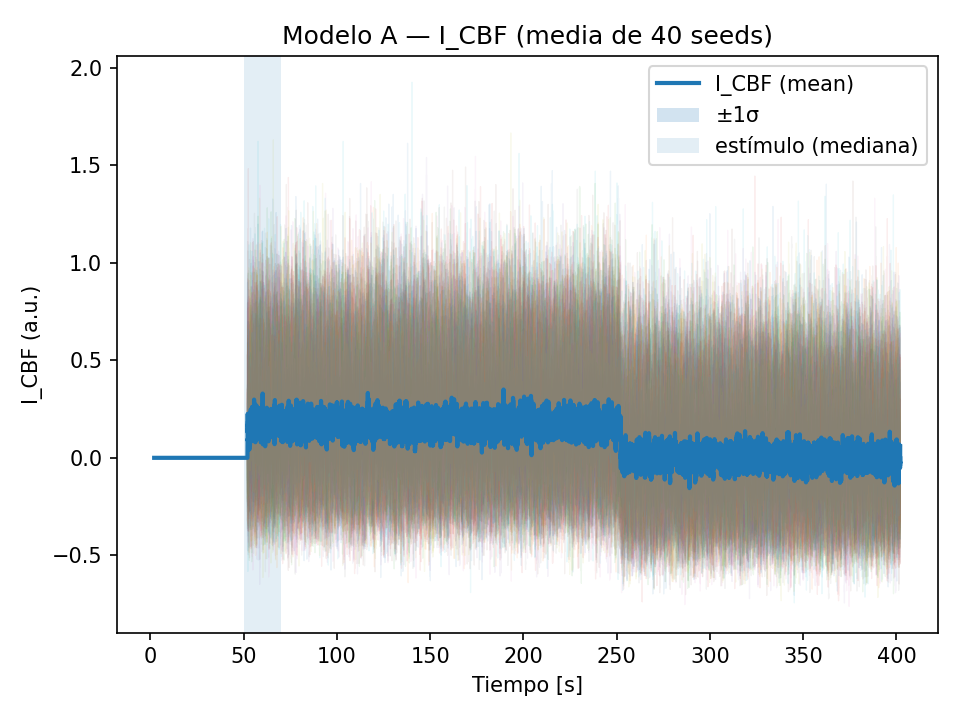 Modelo A — I_CBF (media de 40 seeds)
I_CBF (mean)
±1σ
estímulo (mediana)
2.0
1.5
1.0
0.5
0.0
−0.5
I_CBF (a.u.)
0 50 100 150 200 250 300 350 400
Tiempo [s]